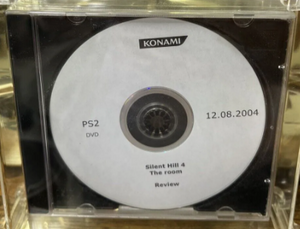 KONAMI
PS2
DVD
12.08.2004
Silent Hill 4
The room
Review